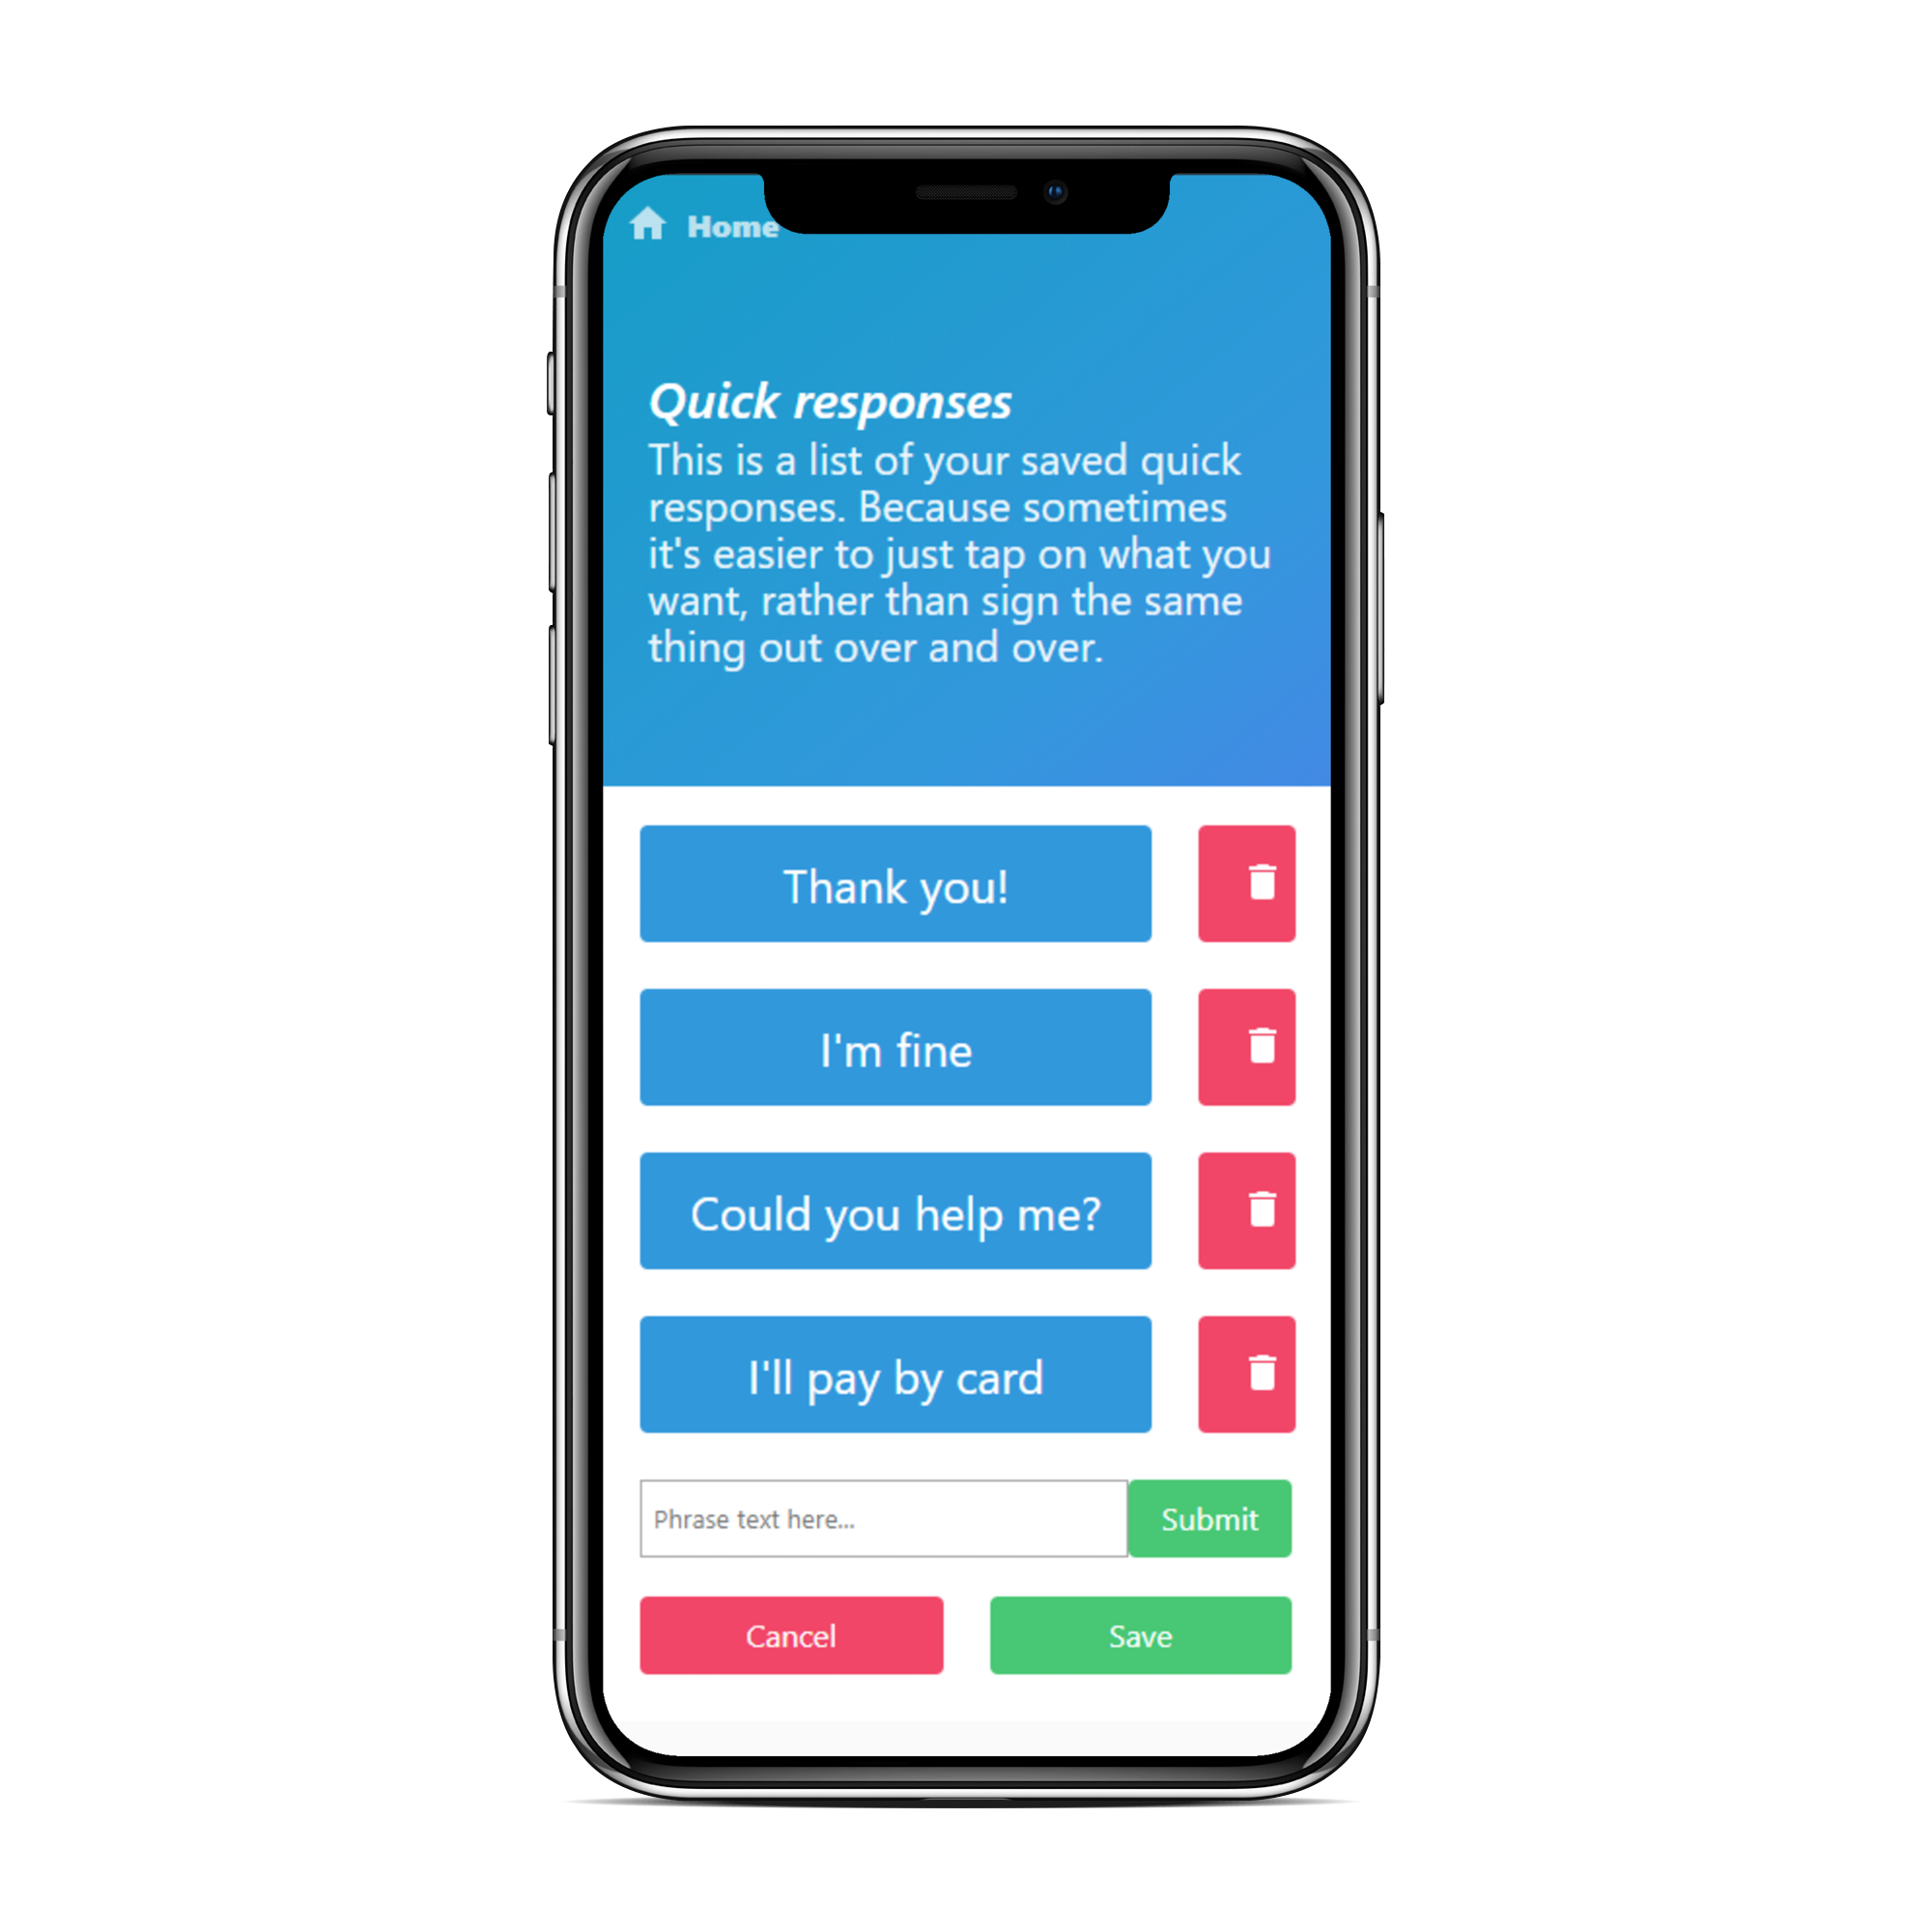 Home
Quick responses
This is a list of your saved quick
responses. Because sometimes
it's easier to just tap on what you
want, rather than sign the same
thing out over and over.
Thank you!
I'm fine
Could you help me?
I'll pay by card
Phrase text here...
Submit
Cancel
Save